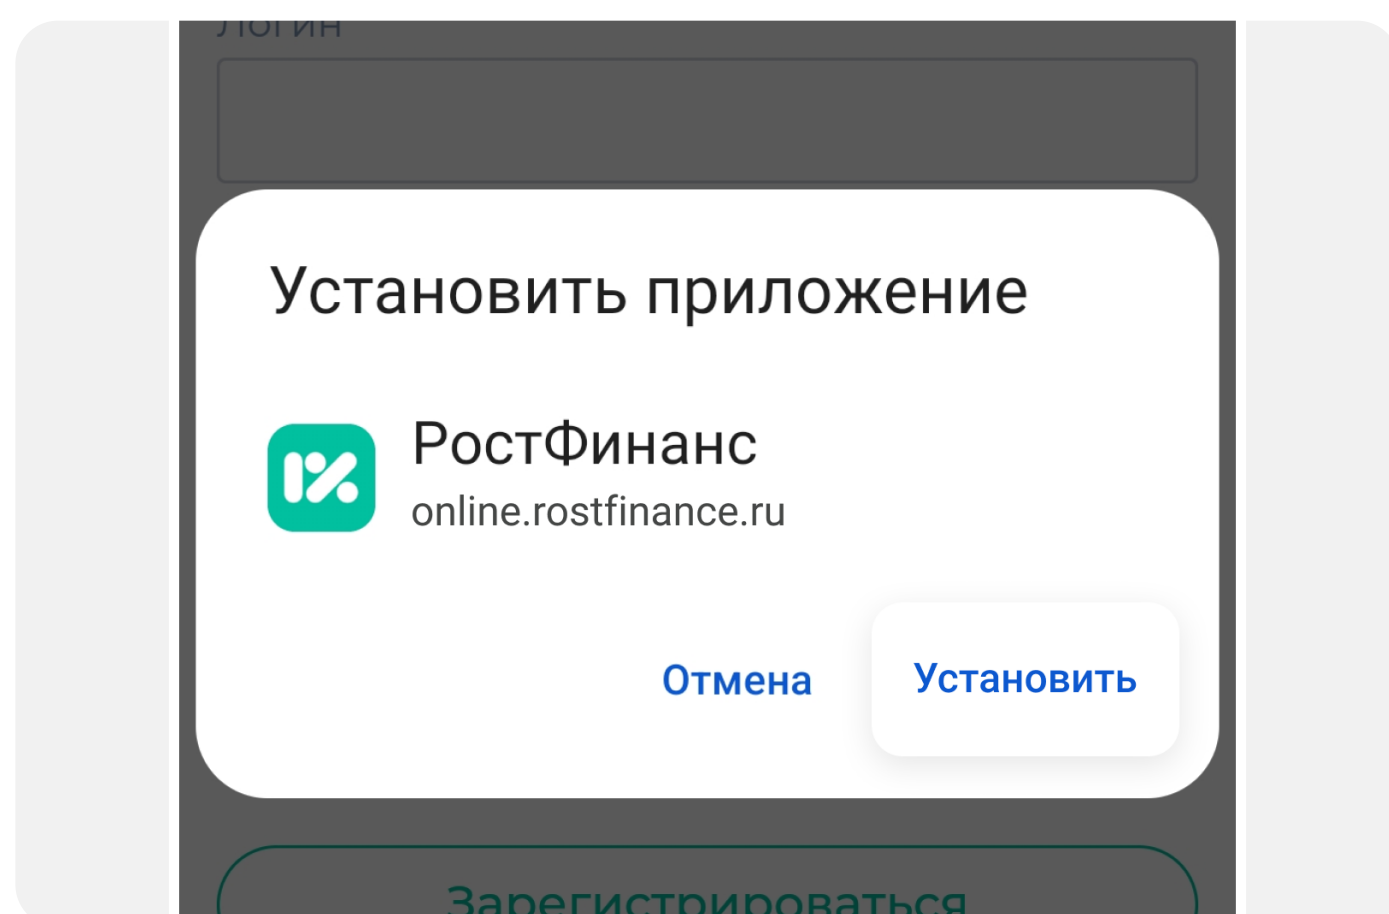 Логин
Установить приложение
РостФинанс
online.rostfinance.ru
Отмена
Установить
Зарегистрироваться